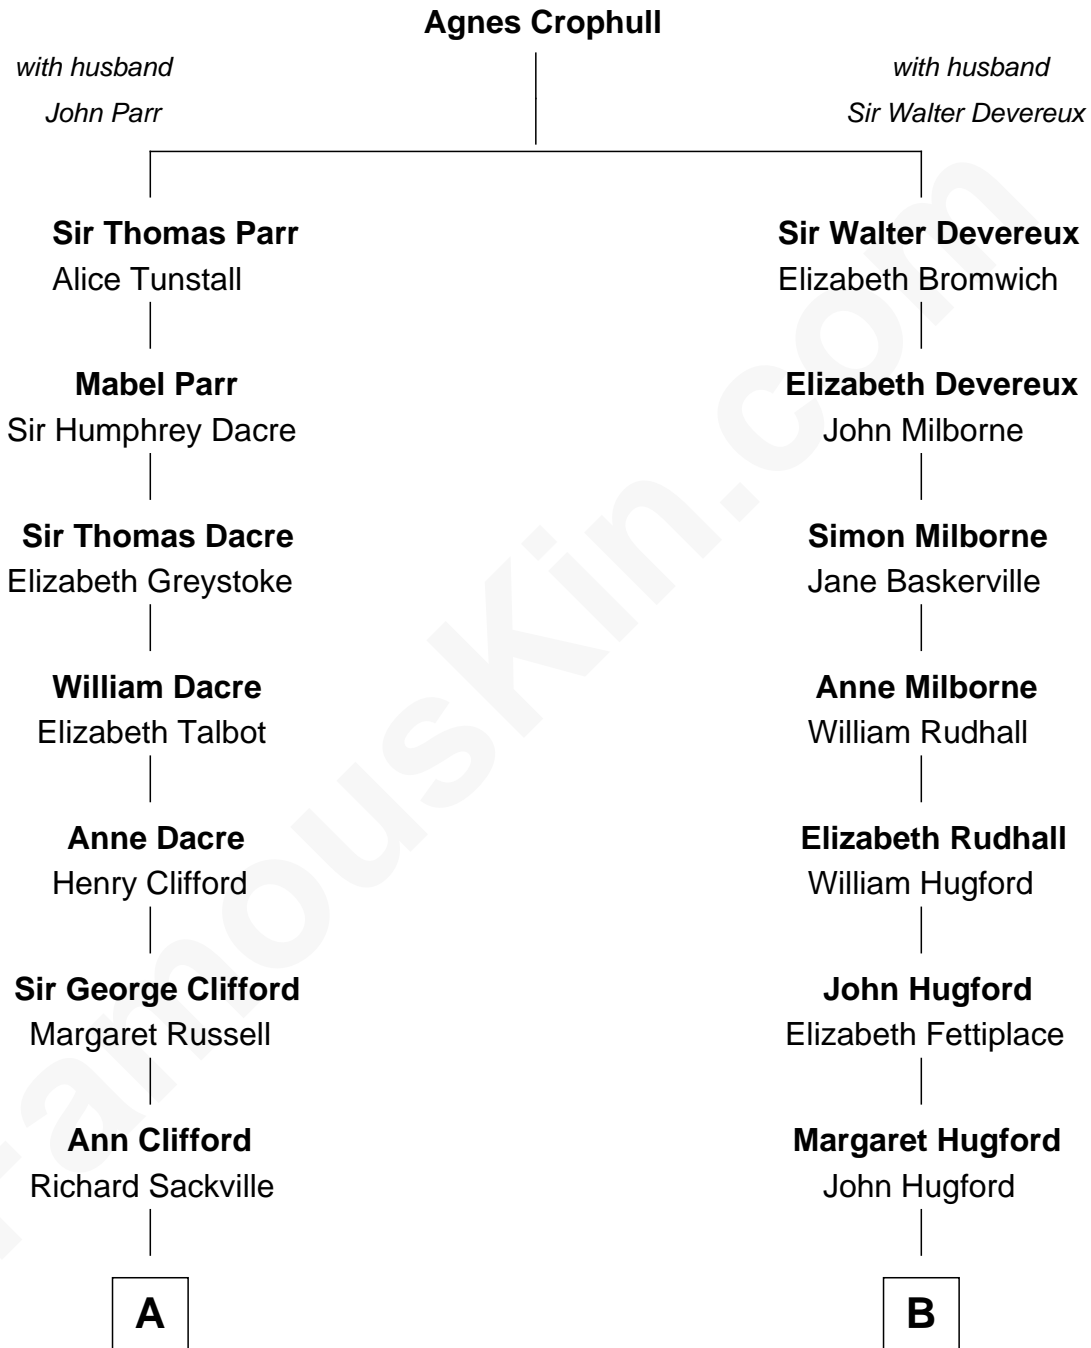 Agnes Crophull
with husband
John Parr
with husband
Sir Walter Devereux
Sir Thomas Parr
Alice Tunstall
Sir Walter Devereux
Elizabeth Bromwich
Mabel Parr
Sir Humphrey Dacre
Elizabeth Devereux
John Milborne
Sir Thomas Dacre
Elizabeth Greystoke
Simon Milborne
Jane Baskerville
William Dacre
Elizabeth Talbot
Anne Milborne
William Rudhall
Anne Dacre
Henry Clifford
Elizabeth Rudhall
William Hugford
Sir George Clifford
Margaret Russell
John Hugford
Elizabeth Fettiplace
Ann Clifford
Richard Sackville
Margaret Hugford
John Hugford
A
B
FamousKin.com